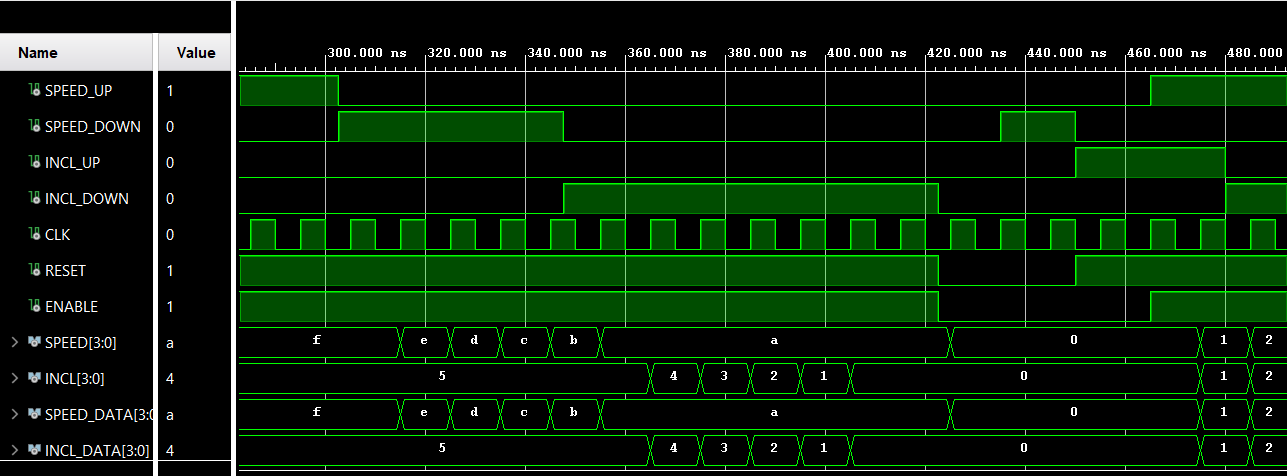 Name Value
300.000 ns 320.000 ns 340.000 ns 360.000 ns 380.000 ns 400.000 ns 420.000 ns 440.000 ns 460.000 ns 480.000
SPEED_UP 1
SPEED_DOWN 0
INCL_UP 0
INCL_DOWN 0
CLK 0
RESET 1
ENABLE 1
SPEED[3:0] a f e d c b a 0 1 2
INCL[3:0] 4 5 4 3 2 1 0 1 2
SPEED_DATA[3:0 a f e d c b a 0 1 2
INCL_DATA[3:0] 4 5 4 3 2 1 0 1 2